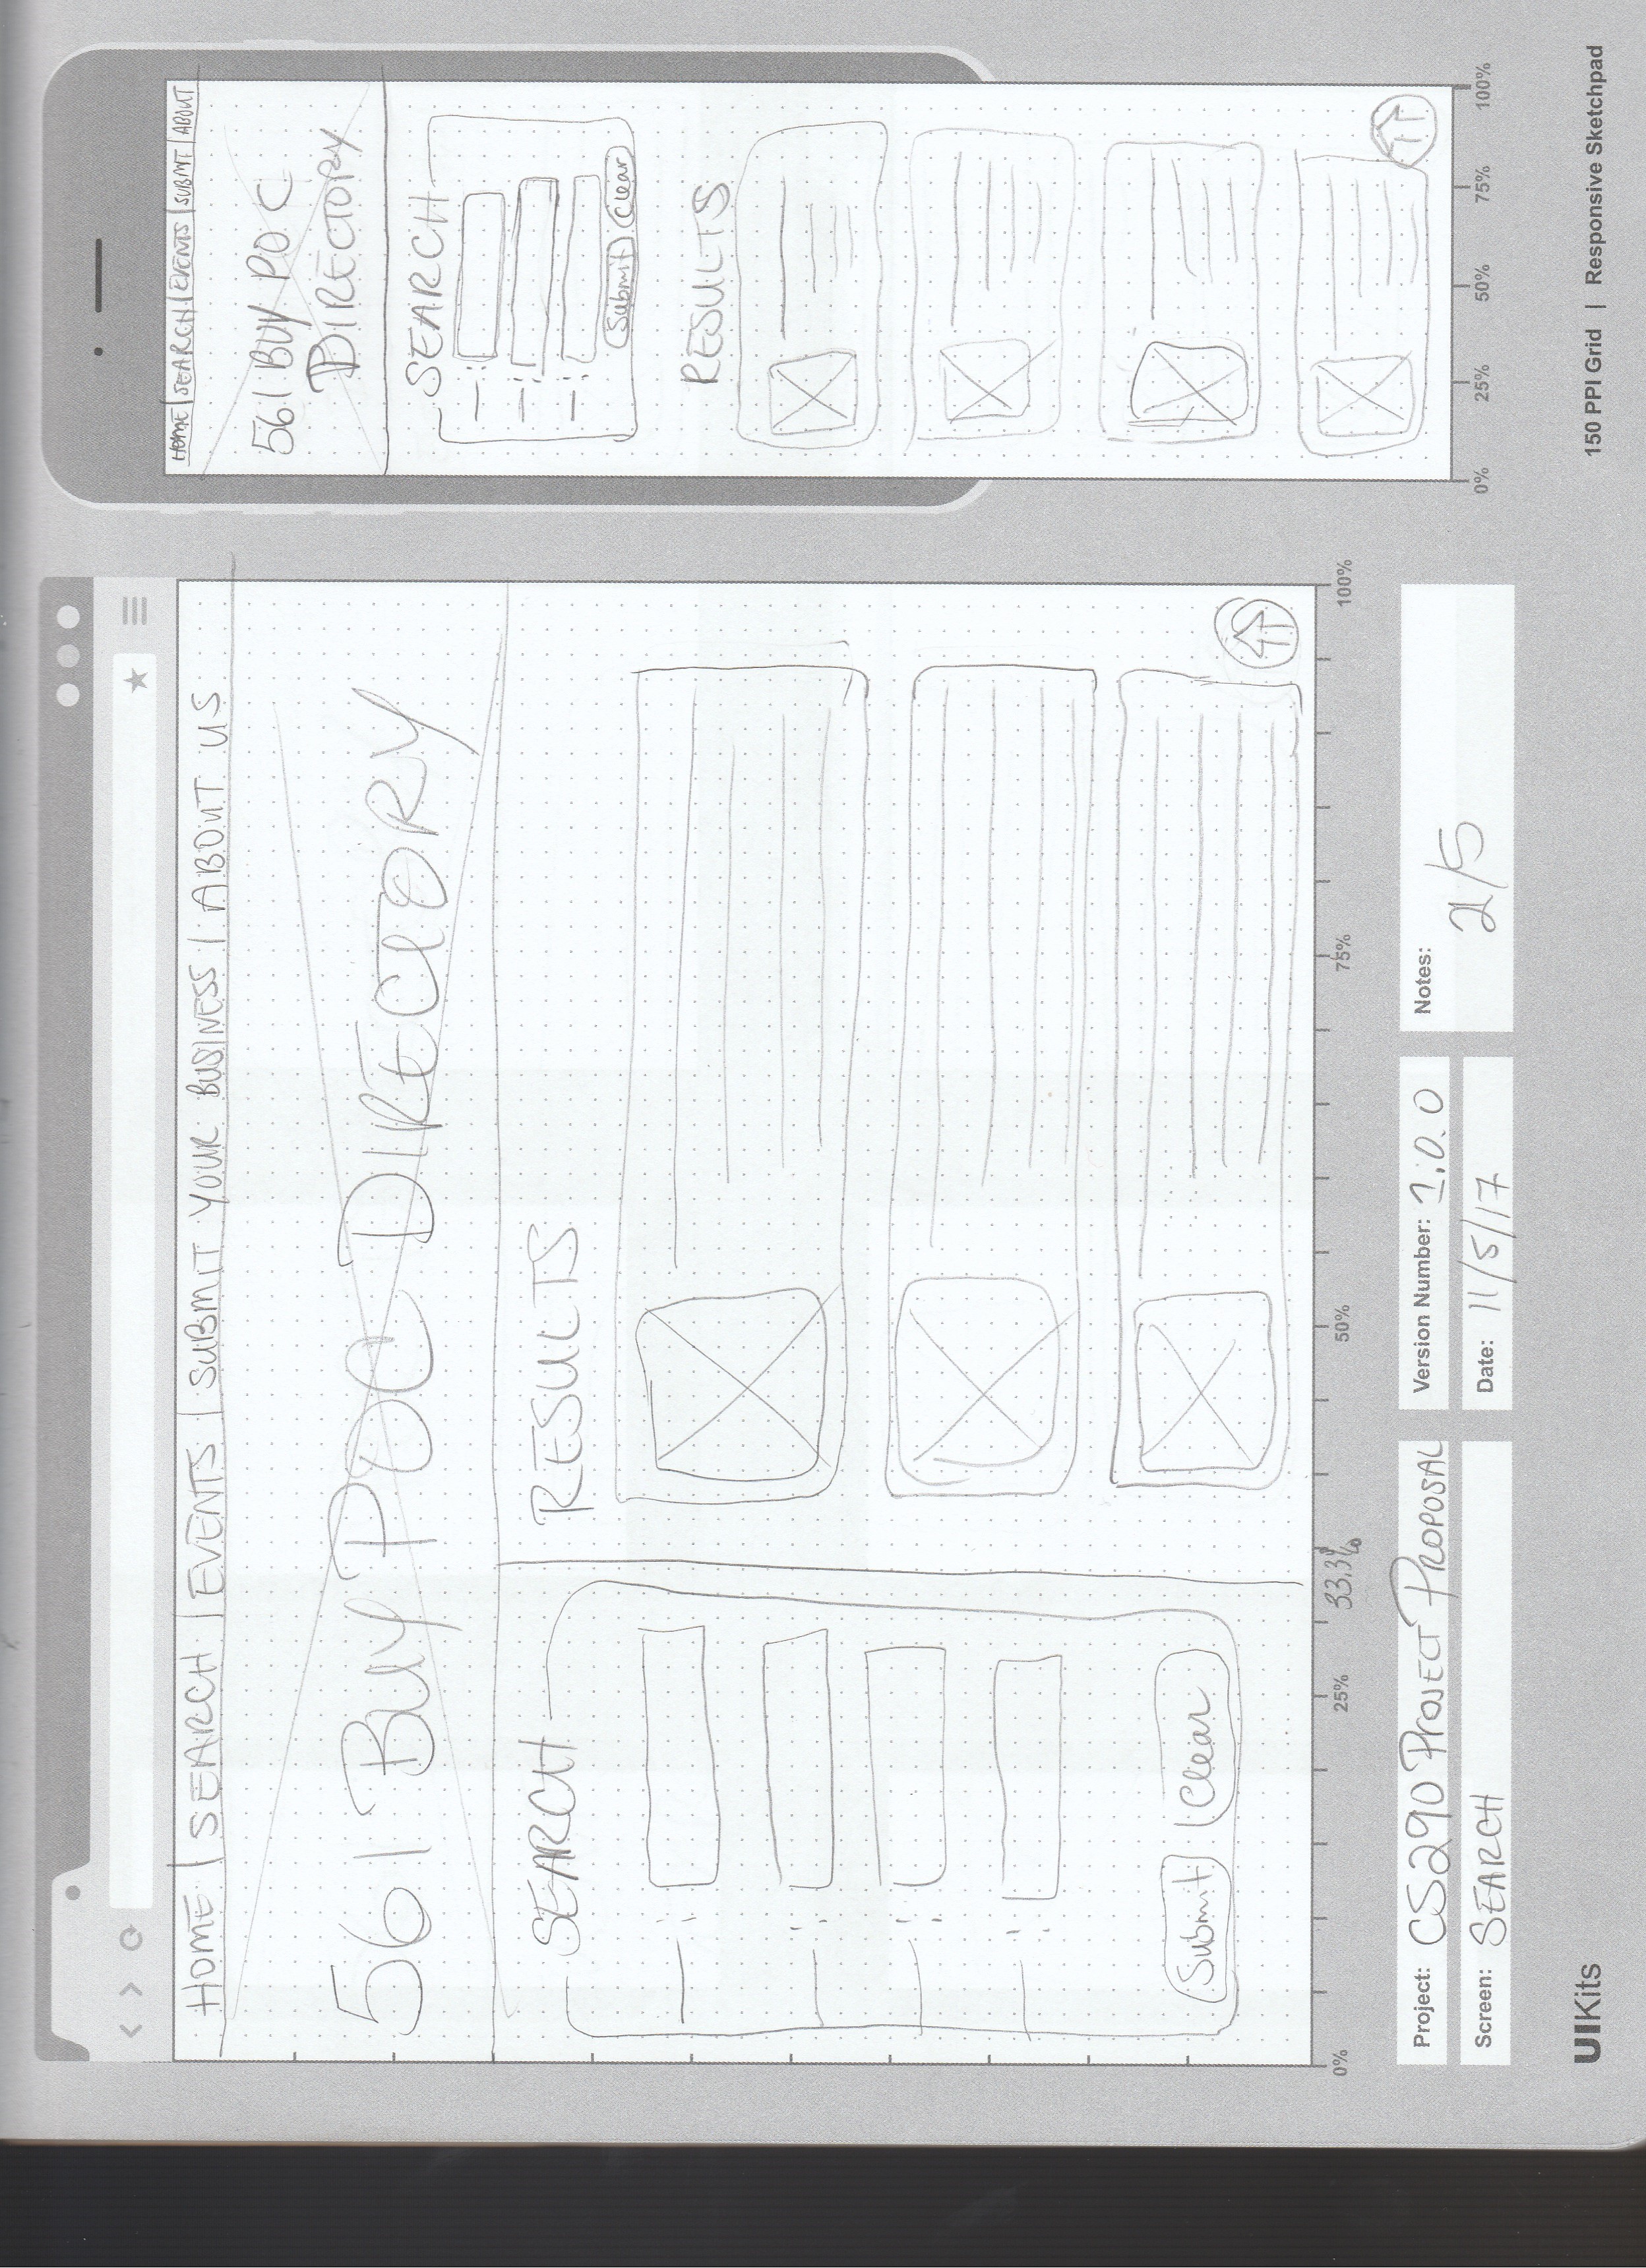 HOME | SEARCH | EVENTS | SUBMIT YOUR BUSINESS | ABOUT US
561 BUY POC DIRECTORY
SEARCH
Submit Clear
RESULTS
0% 25% 33.3% 50% 75% 100%
Project: CS290 PROJECT PROPOSAL
Screen: SEARCH
Version Number: 1.0.0
Date: 11/5/17
Notes:
2/5
HOME | SEARCH | EVENTS | SUBMIT | ABOUT
561 BUY POC
DIRECTORY
SEARCH
Submit Clear
RESULTS
0% 25% 50% 75% 100%
UIKits
150 PPI Grid | Responsive Sketchpad